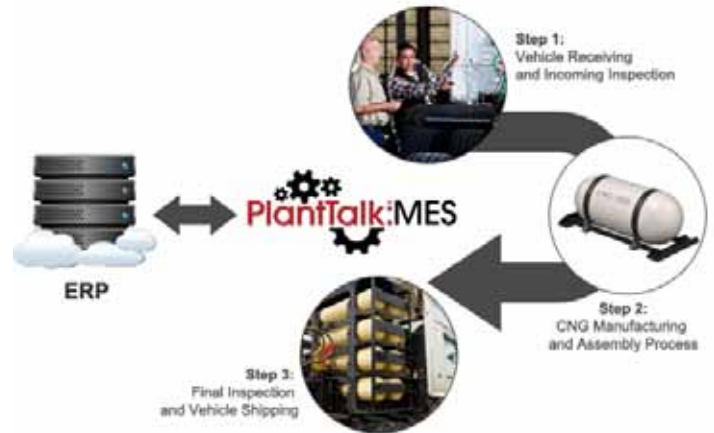 Step 1:
Vehicle Receiving
and Incoming Inspection
PlantTalk:MES
ERP
Step 2:
CNG Manufacturing
and Assembly Process
Step 3:
Final Inspection
and Vehicle Shipping